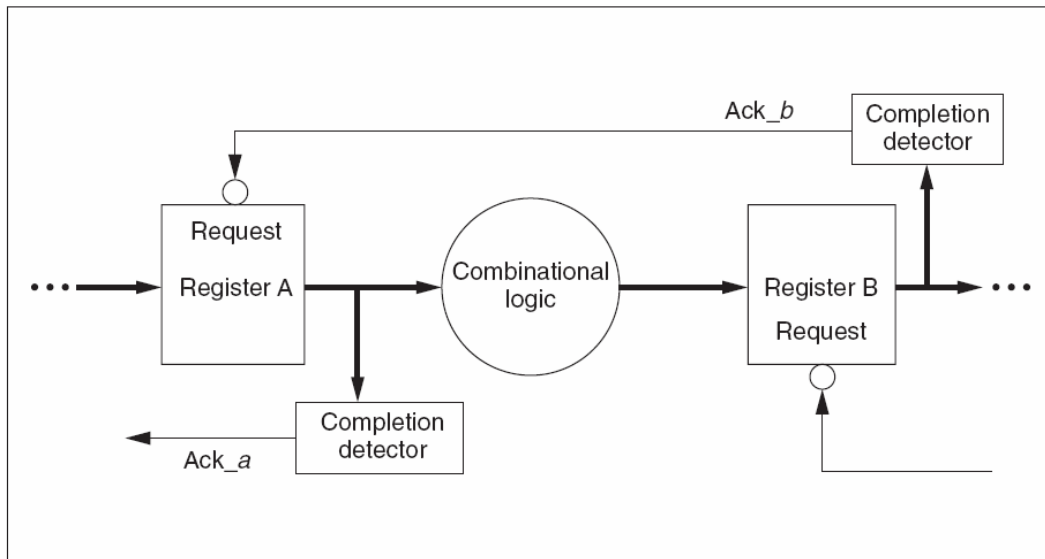 Ack_b
Completion
detector
Request
Register A
Combinational
logic
Register B
Request
Completion
detector
Ack_a